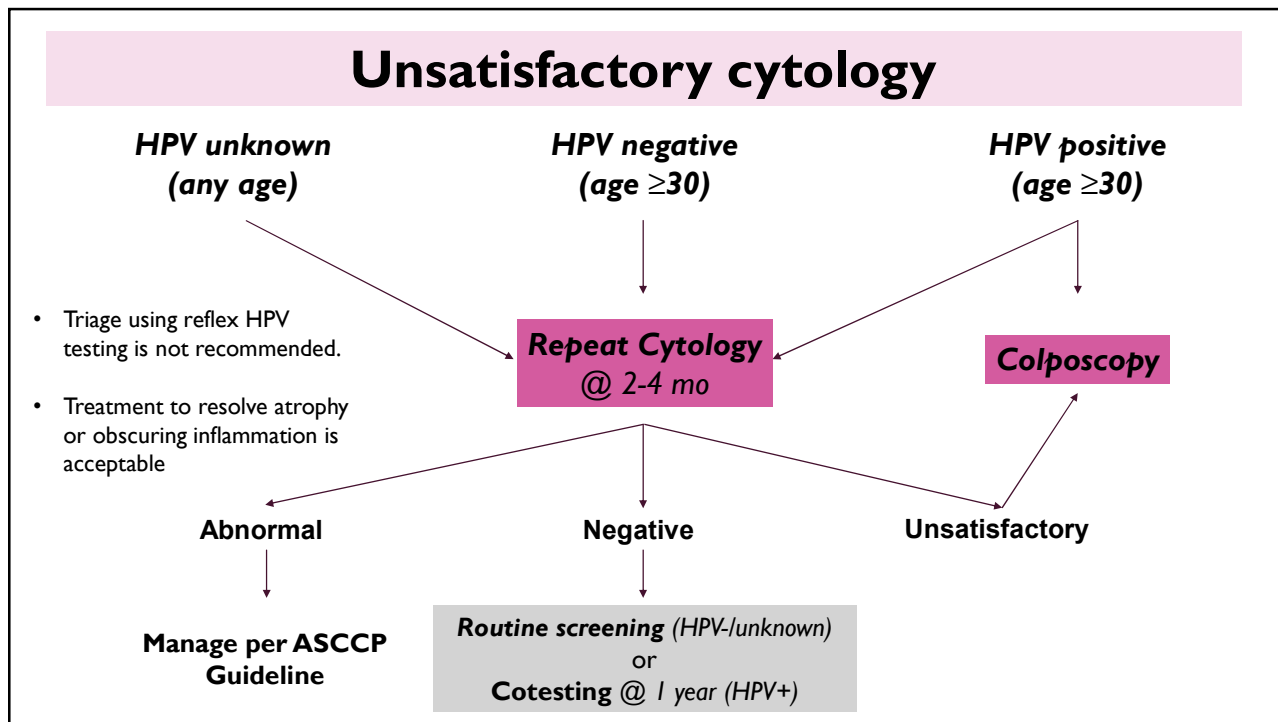 Unsatisfactory cytology
HPV unknown
(any age)
HPV negative
(age ≥30)
HPV positive
(age ≥30)
• Triage using reflex HPV
testing is not recommended.
• Treatment to resolve atrophy
or obscuring inflammation is
acceptable
Repeat Cytology
@ 2-4 mo
Colposcopy
Abnormal
Negative
Unsatisfactory
Manage per ASCCP
Guideline
Routine screening (HPV-/unknown)
or
Cotesting @ 1 year (HPV+)